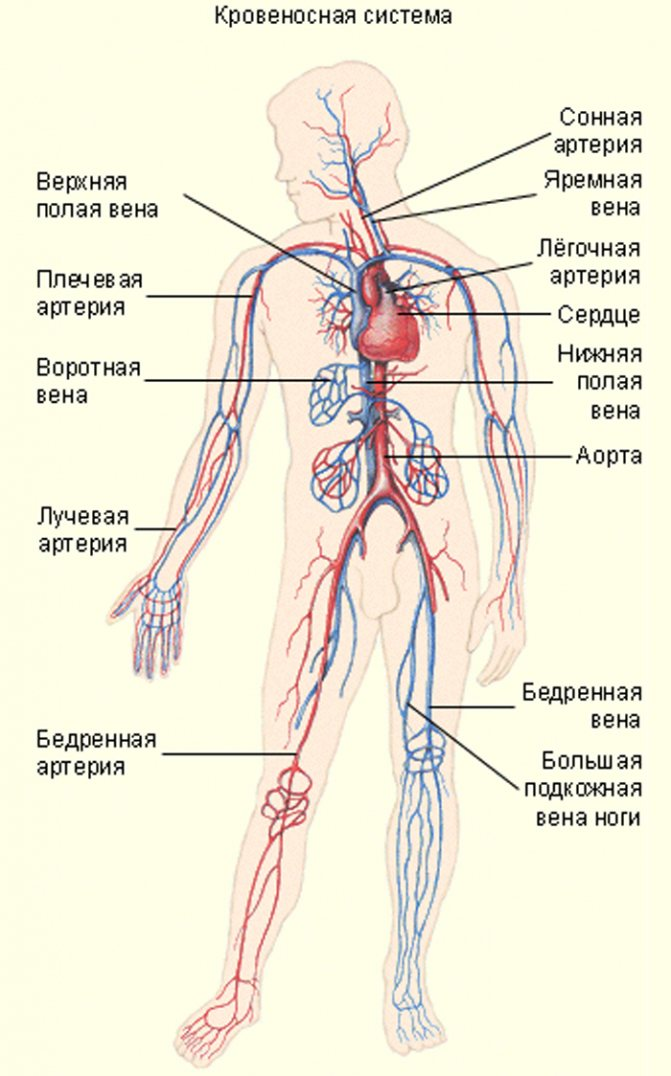 Кровеносная система
Верхняя
полая вена
Плечевая
артерия
Воротная
вена
Лучевая
артерия
Бедренная
артерия
Сонная
артерия
Яремная
вена
Лёгочная
артерия
Сердце
Нижняя
полая
вена
Аорта
Бедренная
вена
Большая
подкожная
вена ноги